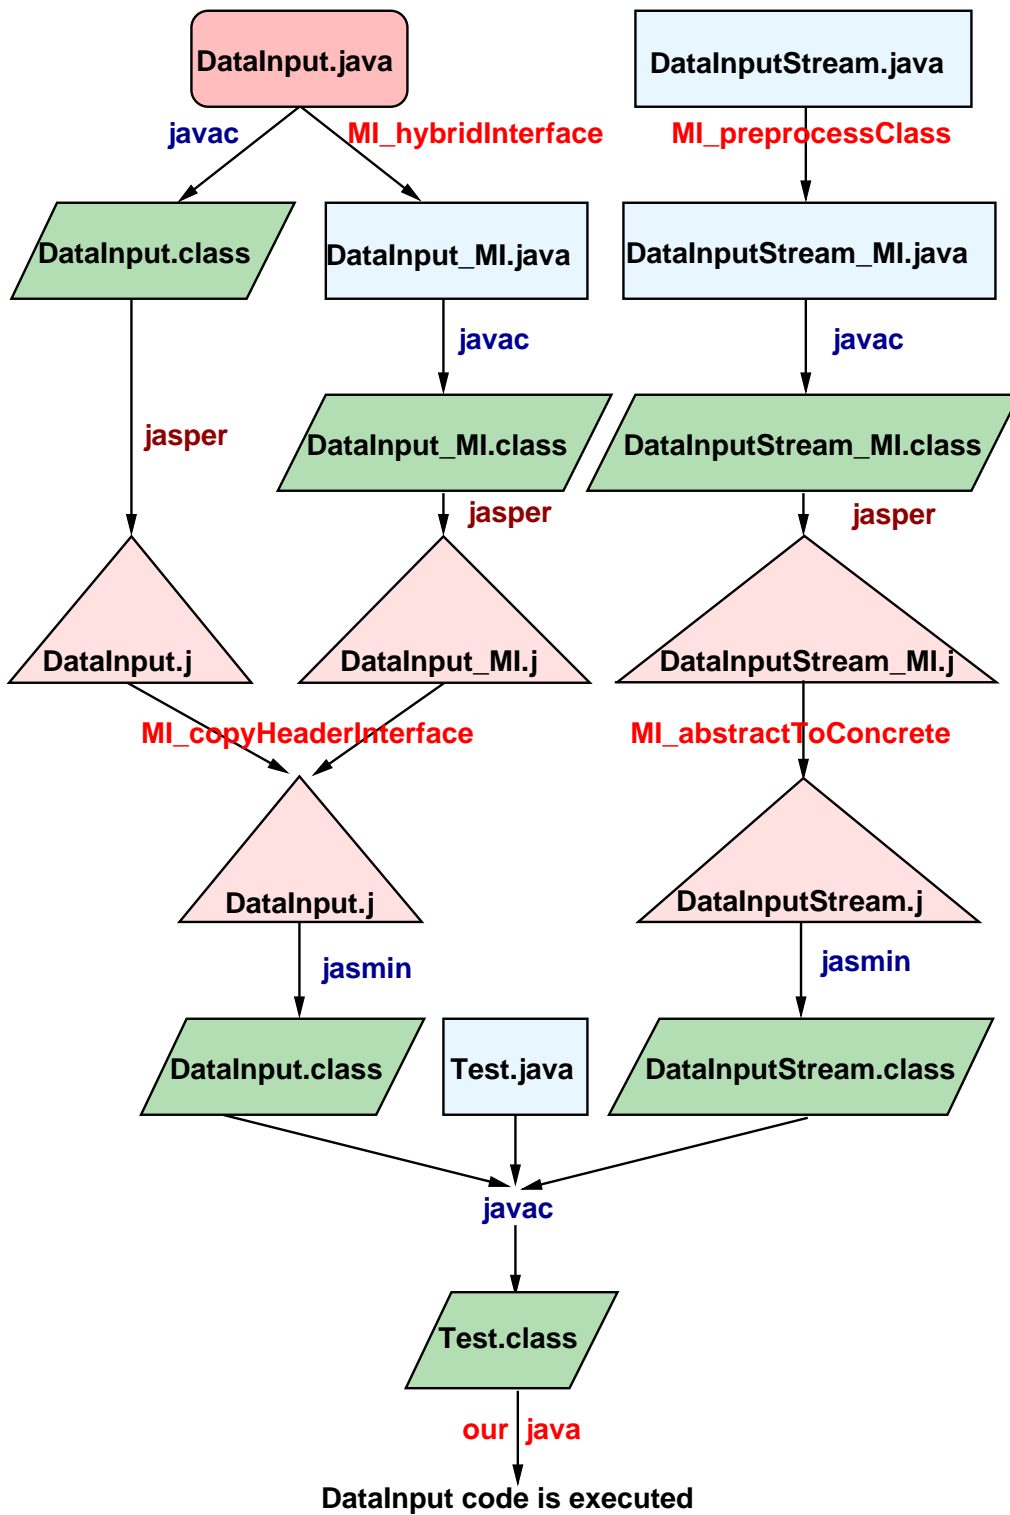 DataInput.java
DataInputStream.java
javac
MI_hybridInterface
MI_preprocessClass
DataInput.class
DataInput_MI.java
DataInputStream_MI.java
javac
javac
jasper
DataInput_MI.class
DataInputStream_MI.class
jasper
jasper
DataInput.j
DataInput_MI.j
DataInputStream_MI.j
MI_copyHeaderInterface
MI_abstractToConcrete
DataInput.j
DataInputStream.j
jasmin
jasmin
DataInput.class
Test.java
DataInputStream.class
javac
Test.class
our java
DataInput code is executed